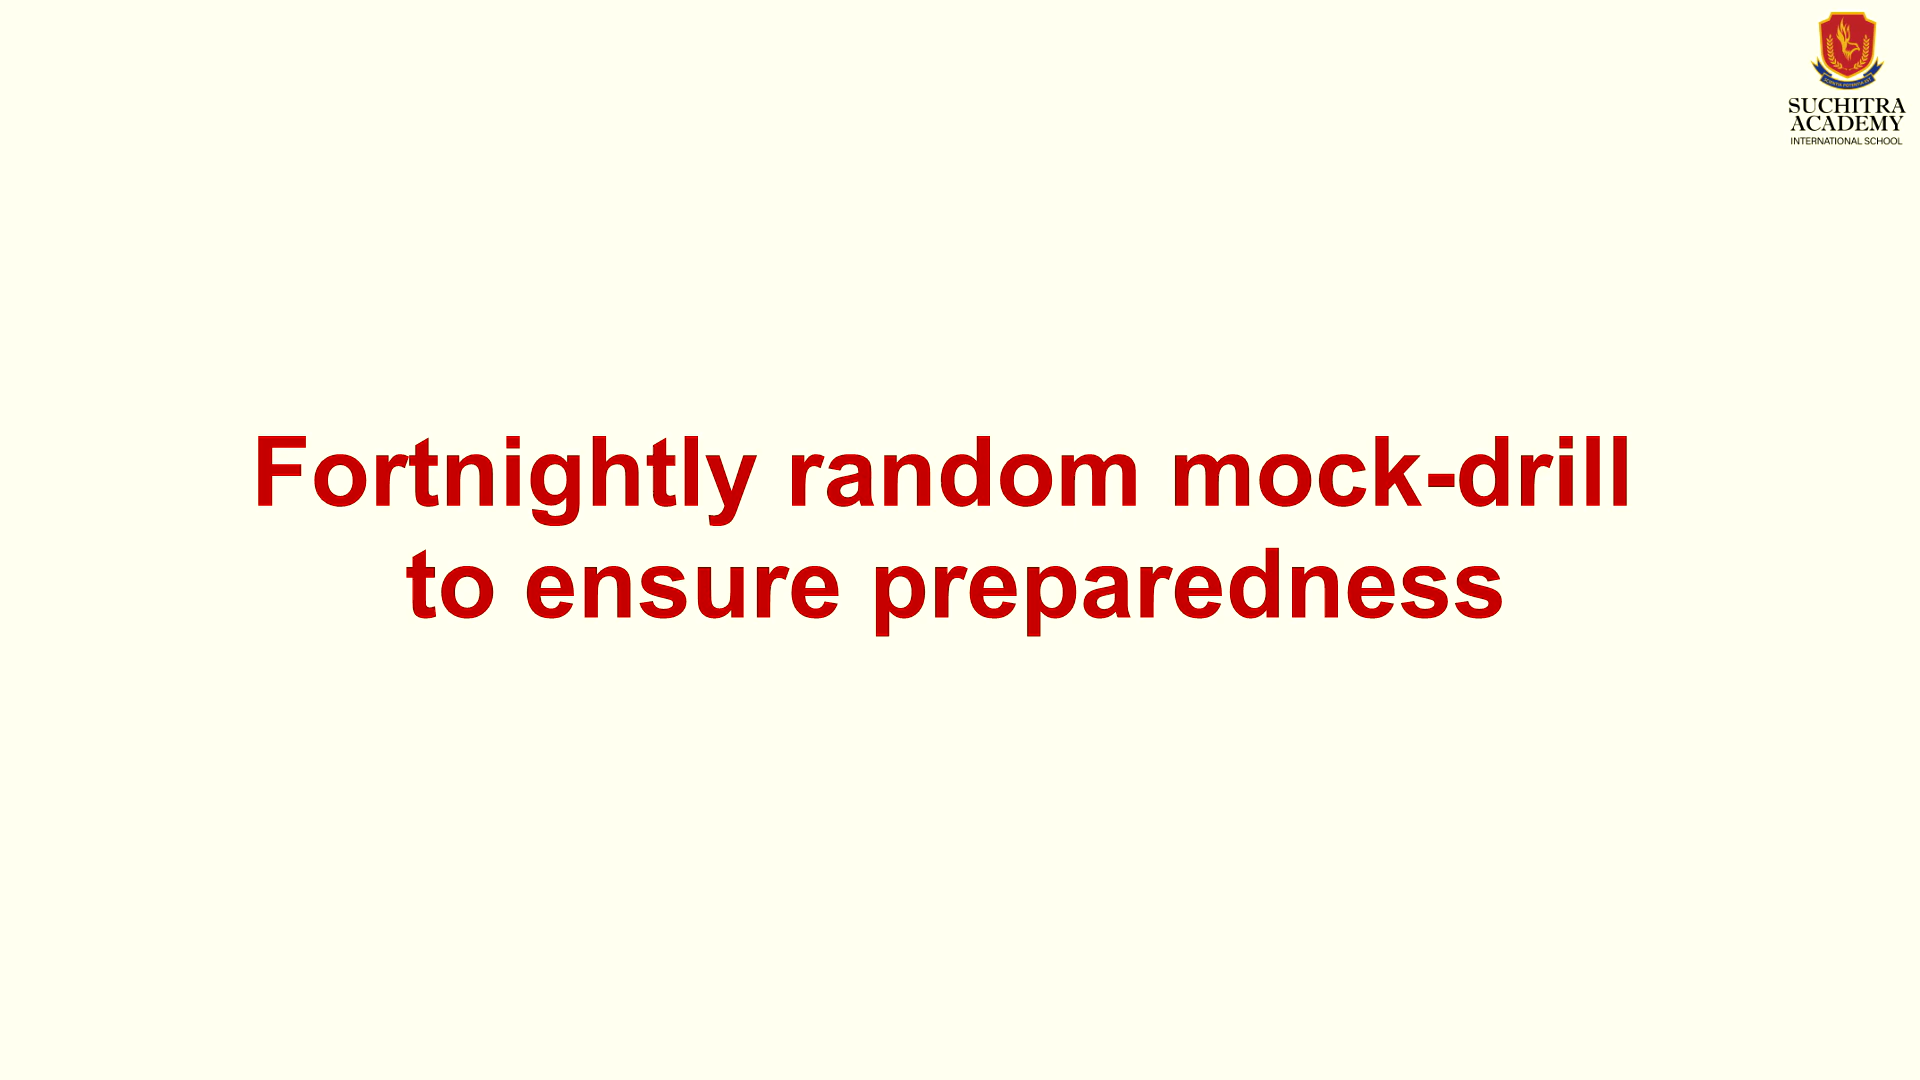 SUCHITRA
ACADEMY
INTERNATIONAL SCHOOL
Fortnightly random mock-drill
to ensure preparedness